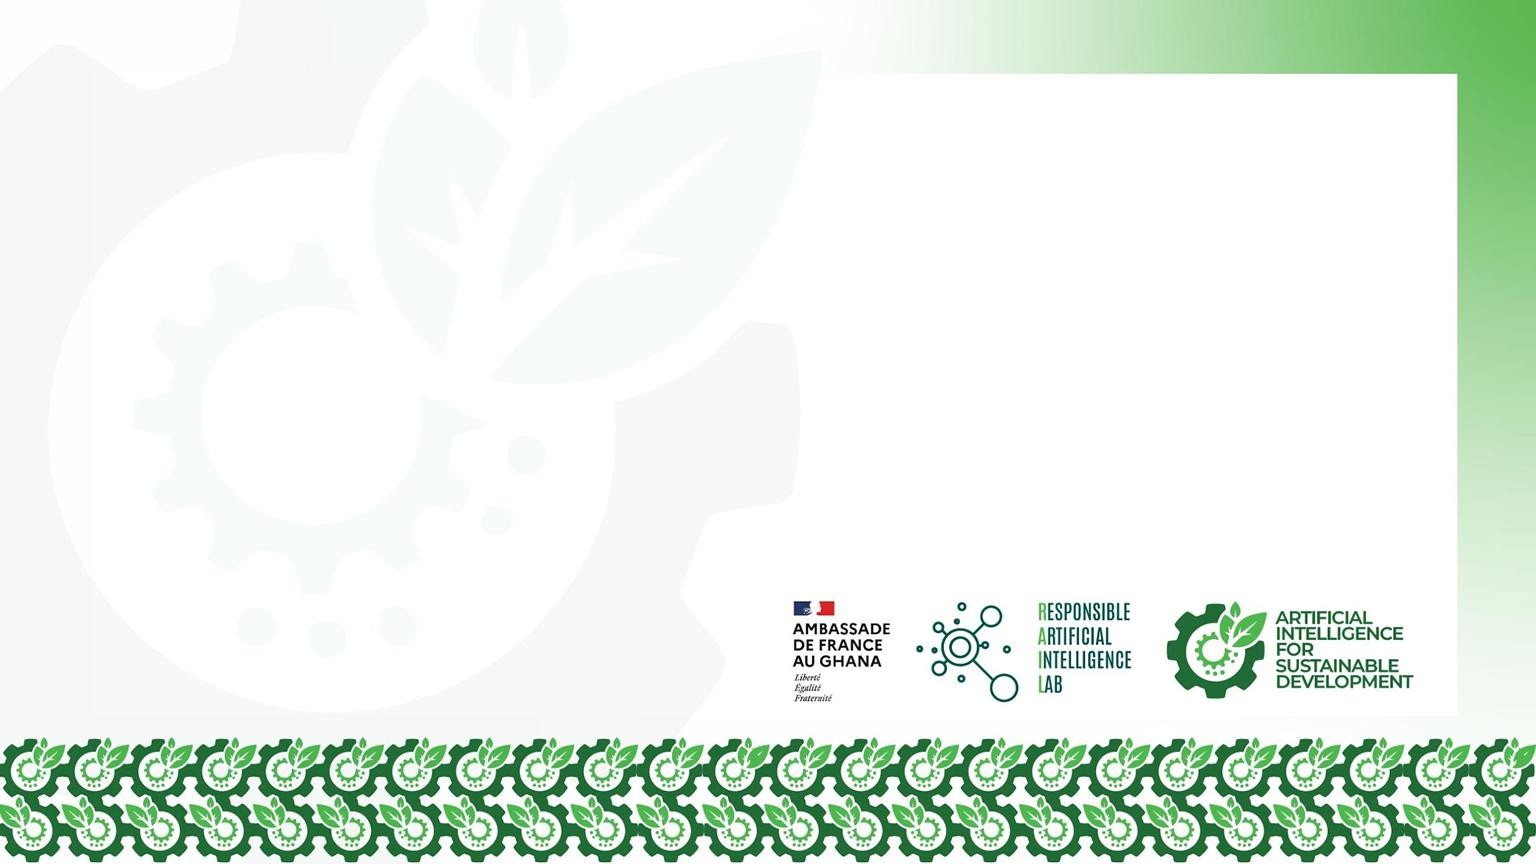 AMBASSADE
DE FRANCE
AU GHANA
Liberté
Égalité
Fraternité
RESPONSIBLE
ARTIFICIAL
INTELLIGENCE
LAB
ARTIFICIAL
INTELLIGENCE
FOR
SUSTAINABLE
DEVELOPMENT